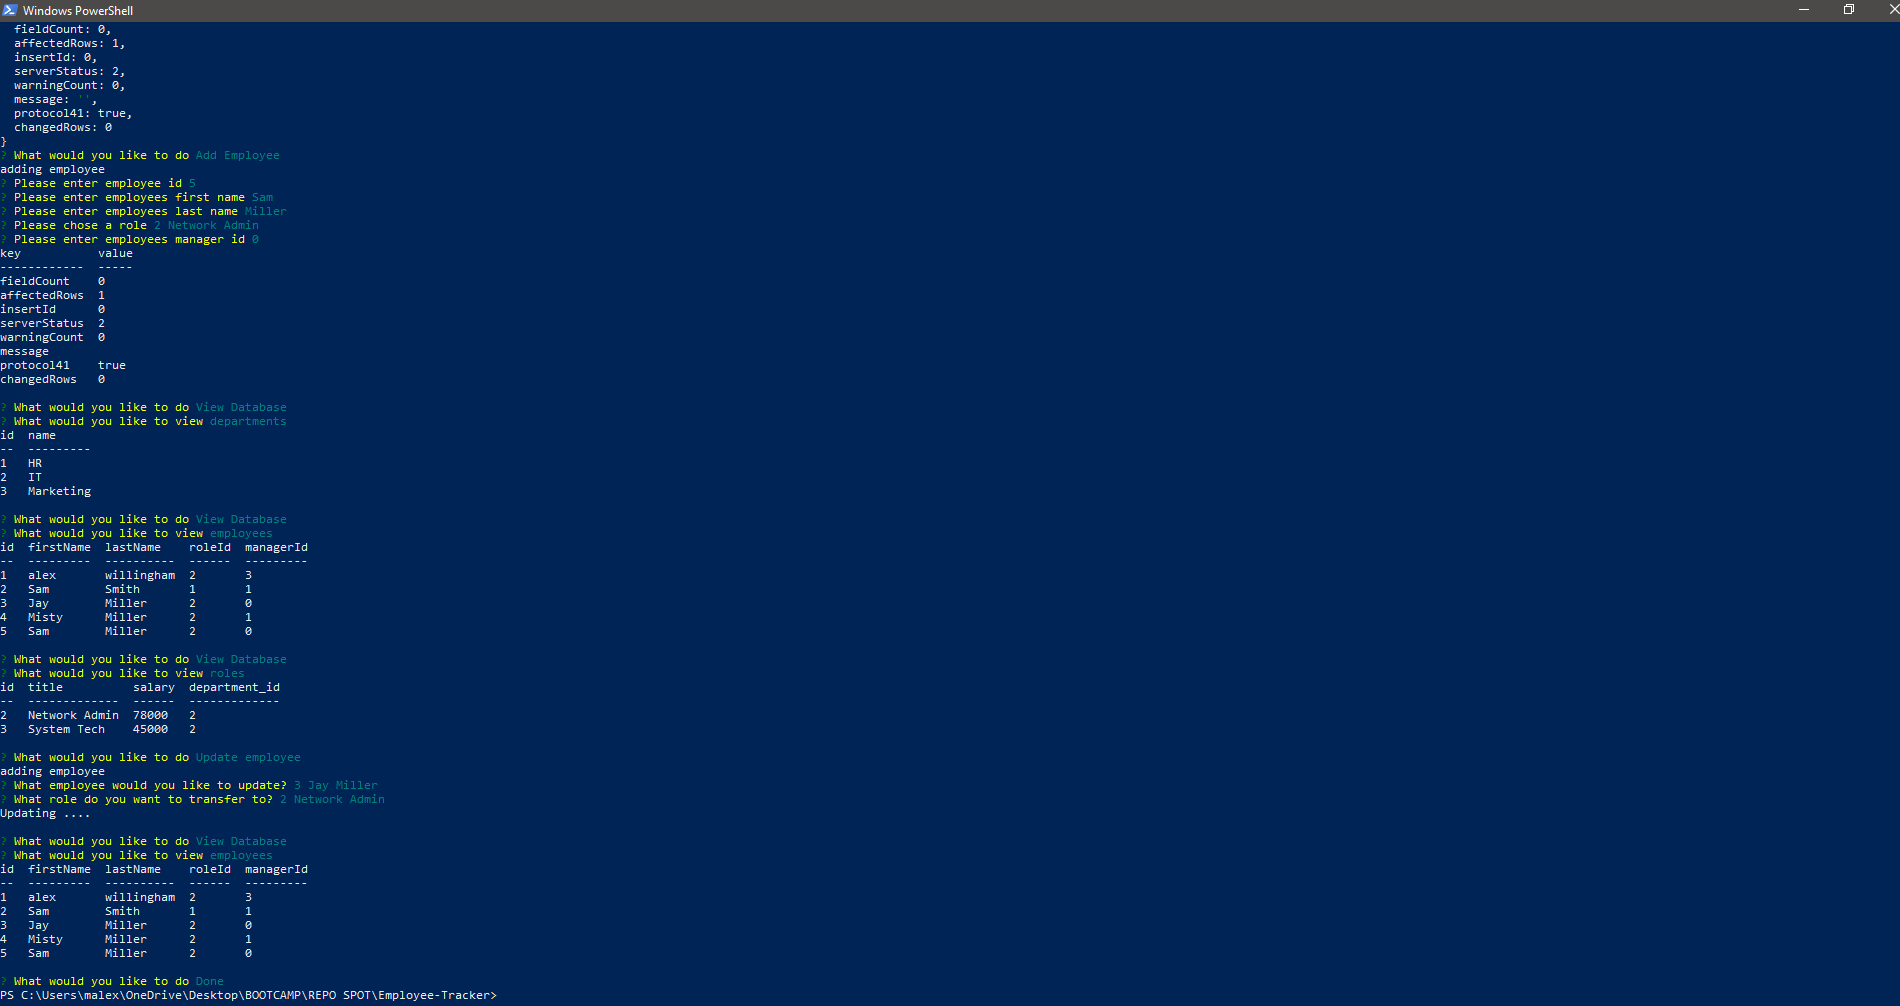 Windows PowerShell
  fieldCount: 0,
  affectedRows: 1,
  insertId: 0,
  serverStatus: 2,
  warningCount: 0,
  message: '',
  protocol41: true,
  changedRows: 0
}
? What would you like to do Add Employee
adding employee
? Please enter employee id 5
? Please enter employees first name Sam
? Please enter employees last name Miller
? Please chose a role 2 Network Admin
? Please enter employees manager id 0
key           value
------------  -----
fieldCount    0
affectedRows  1
insertId      0
serverStatus  2
warningCount  0
message
protocol41    true
changedRows   0
? What would you like to do View Database
? What would you like to view departments
id  name
--  ---------
1   HR
2   IT
3   Marketing
? What would you like to do View Database
? What would you like to view employees
id  firstName  lastName    roleId  managerId
--  ---------  ----------  ------  ---------
1   alex       willingham  2       3
2   Sam        Smith       1       1
3   Jay        Miller      2       0
4   Misty      Miller      2       1
5   Sam        Miller      2       0
? What would you like to do View Database
? What would you like to view roles
id  title          salary  department_id
--  -------------  ------  -------------
2   Network Admin  78000   2
3   System Tech    45000   2
? What would you like to do Update employee
adding employee
? What employee would you like to update? 3 Jay Miller
? What role do you want to transfer to? 2 Network Admin
Updating ....
? What would you like to do View Database
? What would you like to view employees
id  firstName  lastName    roleId  managerId
--  ---------  ----------  ------  ---------
1   alex       willingham  2       3
2   Sam        Smith       1       1
3   Jay        Miller      2       0
4   Misty      Miller      2       1
5   Sam        Miller      2       0
? What would you like to do Done
PS C:\Users\malex\OneDrive\Desktop\BOOTCAMP\REPO SPOT\Employee-Tracker>